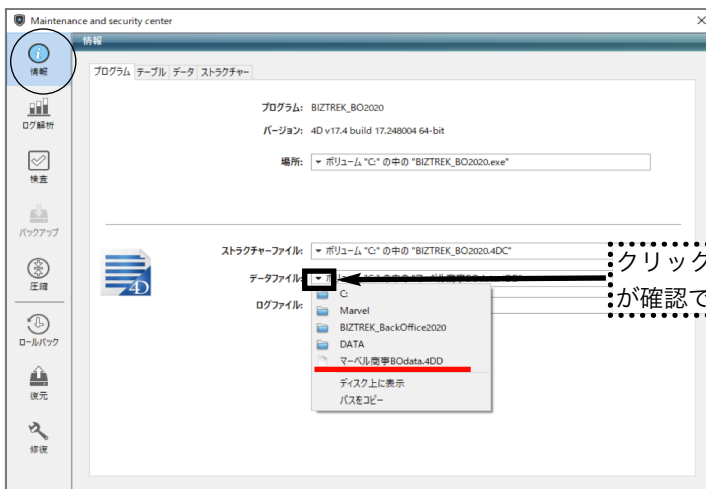 Maintenance and security center
情報
情報
ログ解析
検査
バックアップ
圧縮
ロールバック
復元
修復
プログラム テーブル データ ストラクチャー
プログラム: BIZTREK_BO2020
バージョン: 4D v17.4 build 17.248004 64-bit
場所: ボリューム "C:" の中の "BIZTREK_BO2020.exe"
ストラクチャーファイル: ボリューム "C:" の中の "BIZTREK_BO2020.4DC"
データファイル:
ログファイル:
C:
Marvel
BIZTREK_BackOffice2020
DATA
マーベル商事BOdata.4DD
ディスク上に表示
パスをコピー
4D
クリック
が確認で